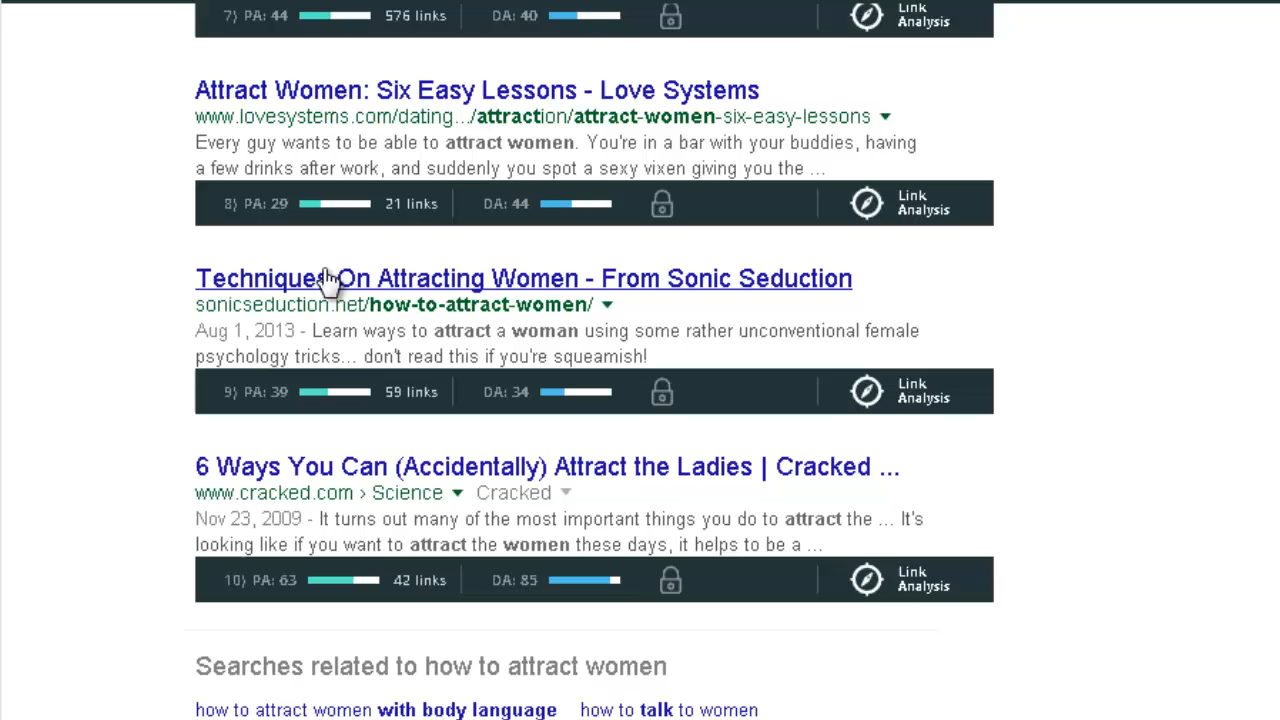 7) PA: 44 576 links DA: 40 Link Analysis
Attract Women: Six Easy Lessons - Love Systems
www.lovesystems.com/dating.../attraction/attract-women-six-easy-lessons
Every guy wants to be able to attract women. You're in a bar with your buddies, having
a few drinks after work, and suddenly you spot a sexy vixen giving you the ...
8) PA: 29 21 links DA: 44 Link Analysis
Techniques On Attracting Women - From Sonic Seduction
sonicseduction.net/how-to-attract-women/
Aug 1, 2013 - Learn ways to attract a woman using some rather unconventional female
psychology tricks... don't read this if you're squeamish!
9) PA: 39 59 links DA: 34 Link Analysis
6 Ways You Can (Accidentally) Attract the Ladies | Cracked ...
www.cracked.com › Science Cracked
Nov 23, 2009 - It turns out many of the most important things you do to attract the ... It's
looking like if you want to attract the women these days, it helps to be a ...
10) PA: 63 42 links DA: 85 Link Analysis
Searches related to how to attract women
how to attract women with body language how to talk to women